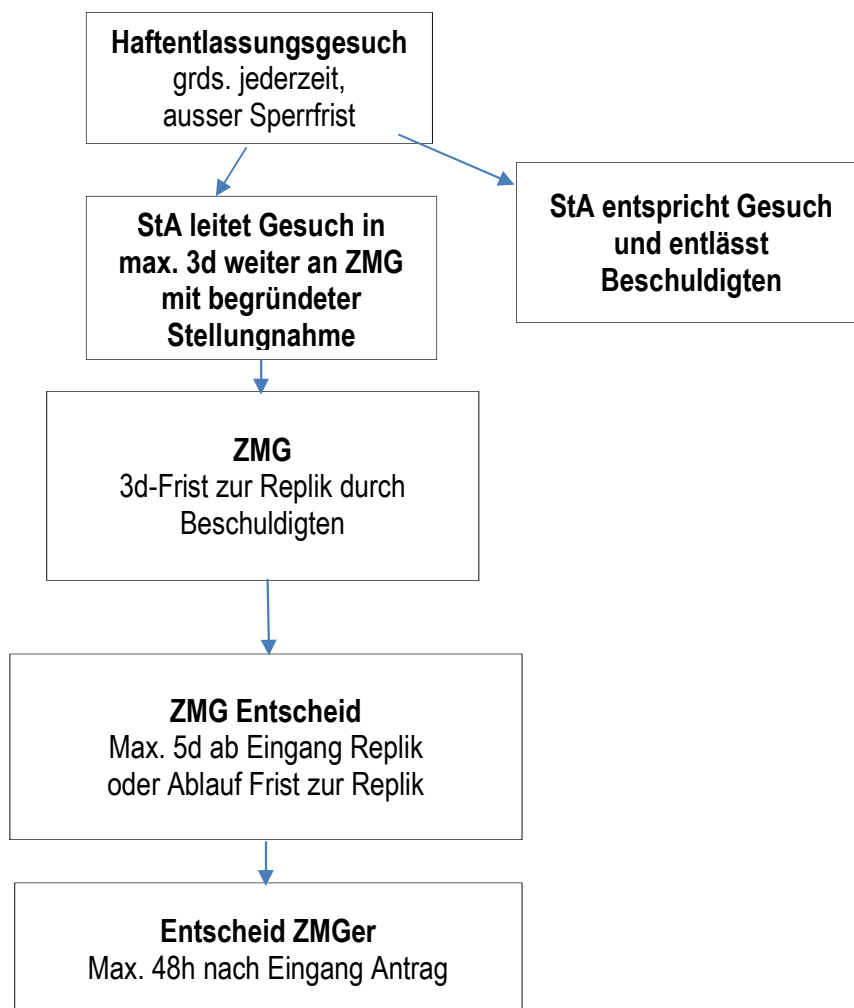 Haftentlassungsgesuch
grds. jederzeit,
ausser Sperrfrist
StA entspricht Gesuch
und entlässt
Beschuldigten
StA leitet Gesuch in
max. 3d weiter an ZMG
mit begründeter
Stellungnahme
ZMG
3d-Frist zur Replik durch
Beschuldigten
ZMG Entscheid
Max. 5d ab Eingang Replik
oder Ablauf Frist zur Replik
Entscheid ZMGer
Max. 48h nach Eingang Antrag